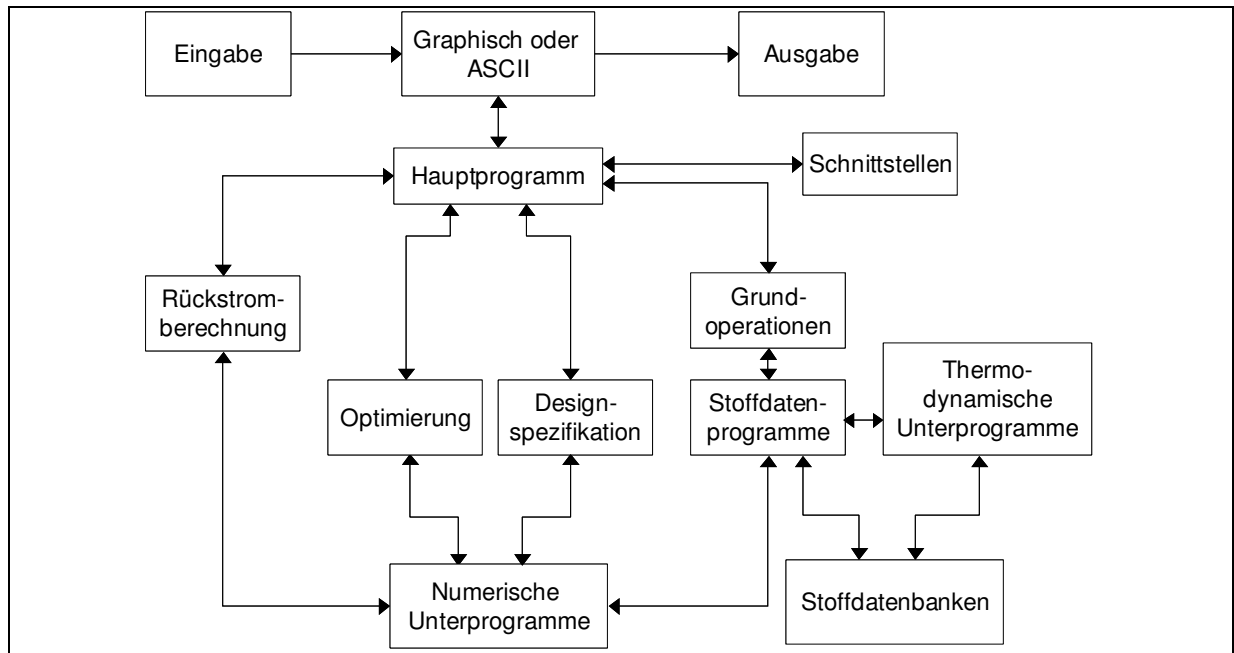 Eingabe
Graphisch oder
ASCII
Ausgabe
Hauptprogramm
Schnittstellen
Rückstrom-
berechnung
Grund-
operationen
Optimierung
Design-
spezifikation
Stoffdaten-
programme
Thermo-
dynamische
Unterprogramme
Numerische
Unterprogramme
Stoffdatenbanken